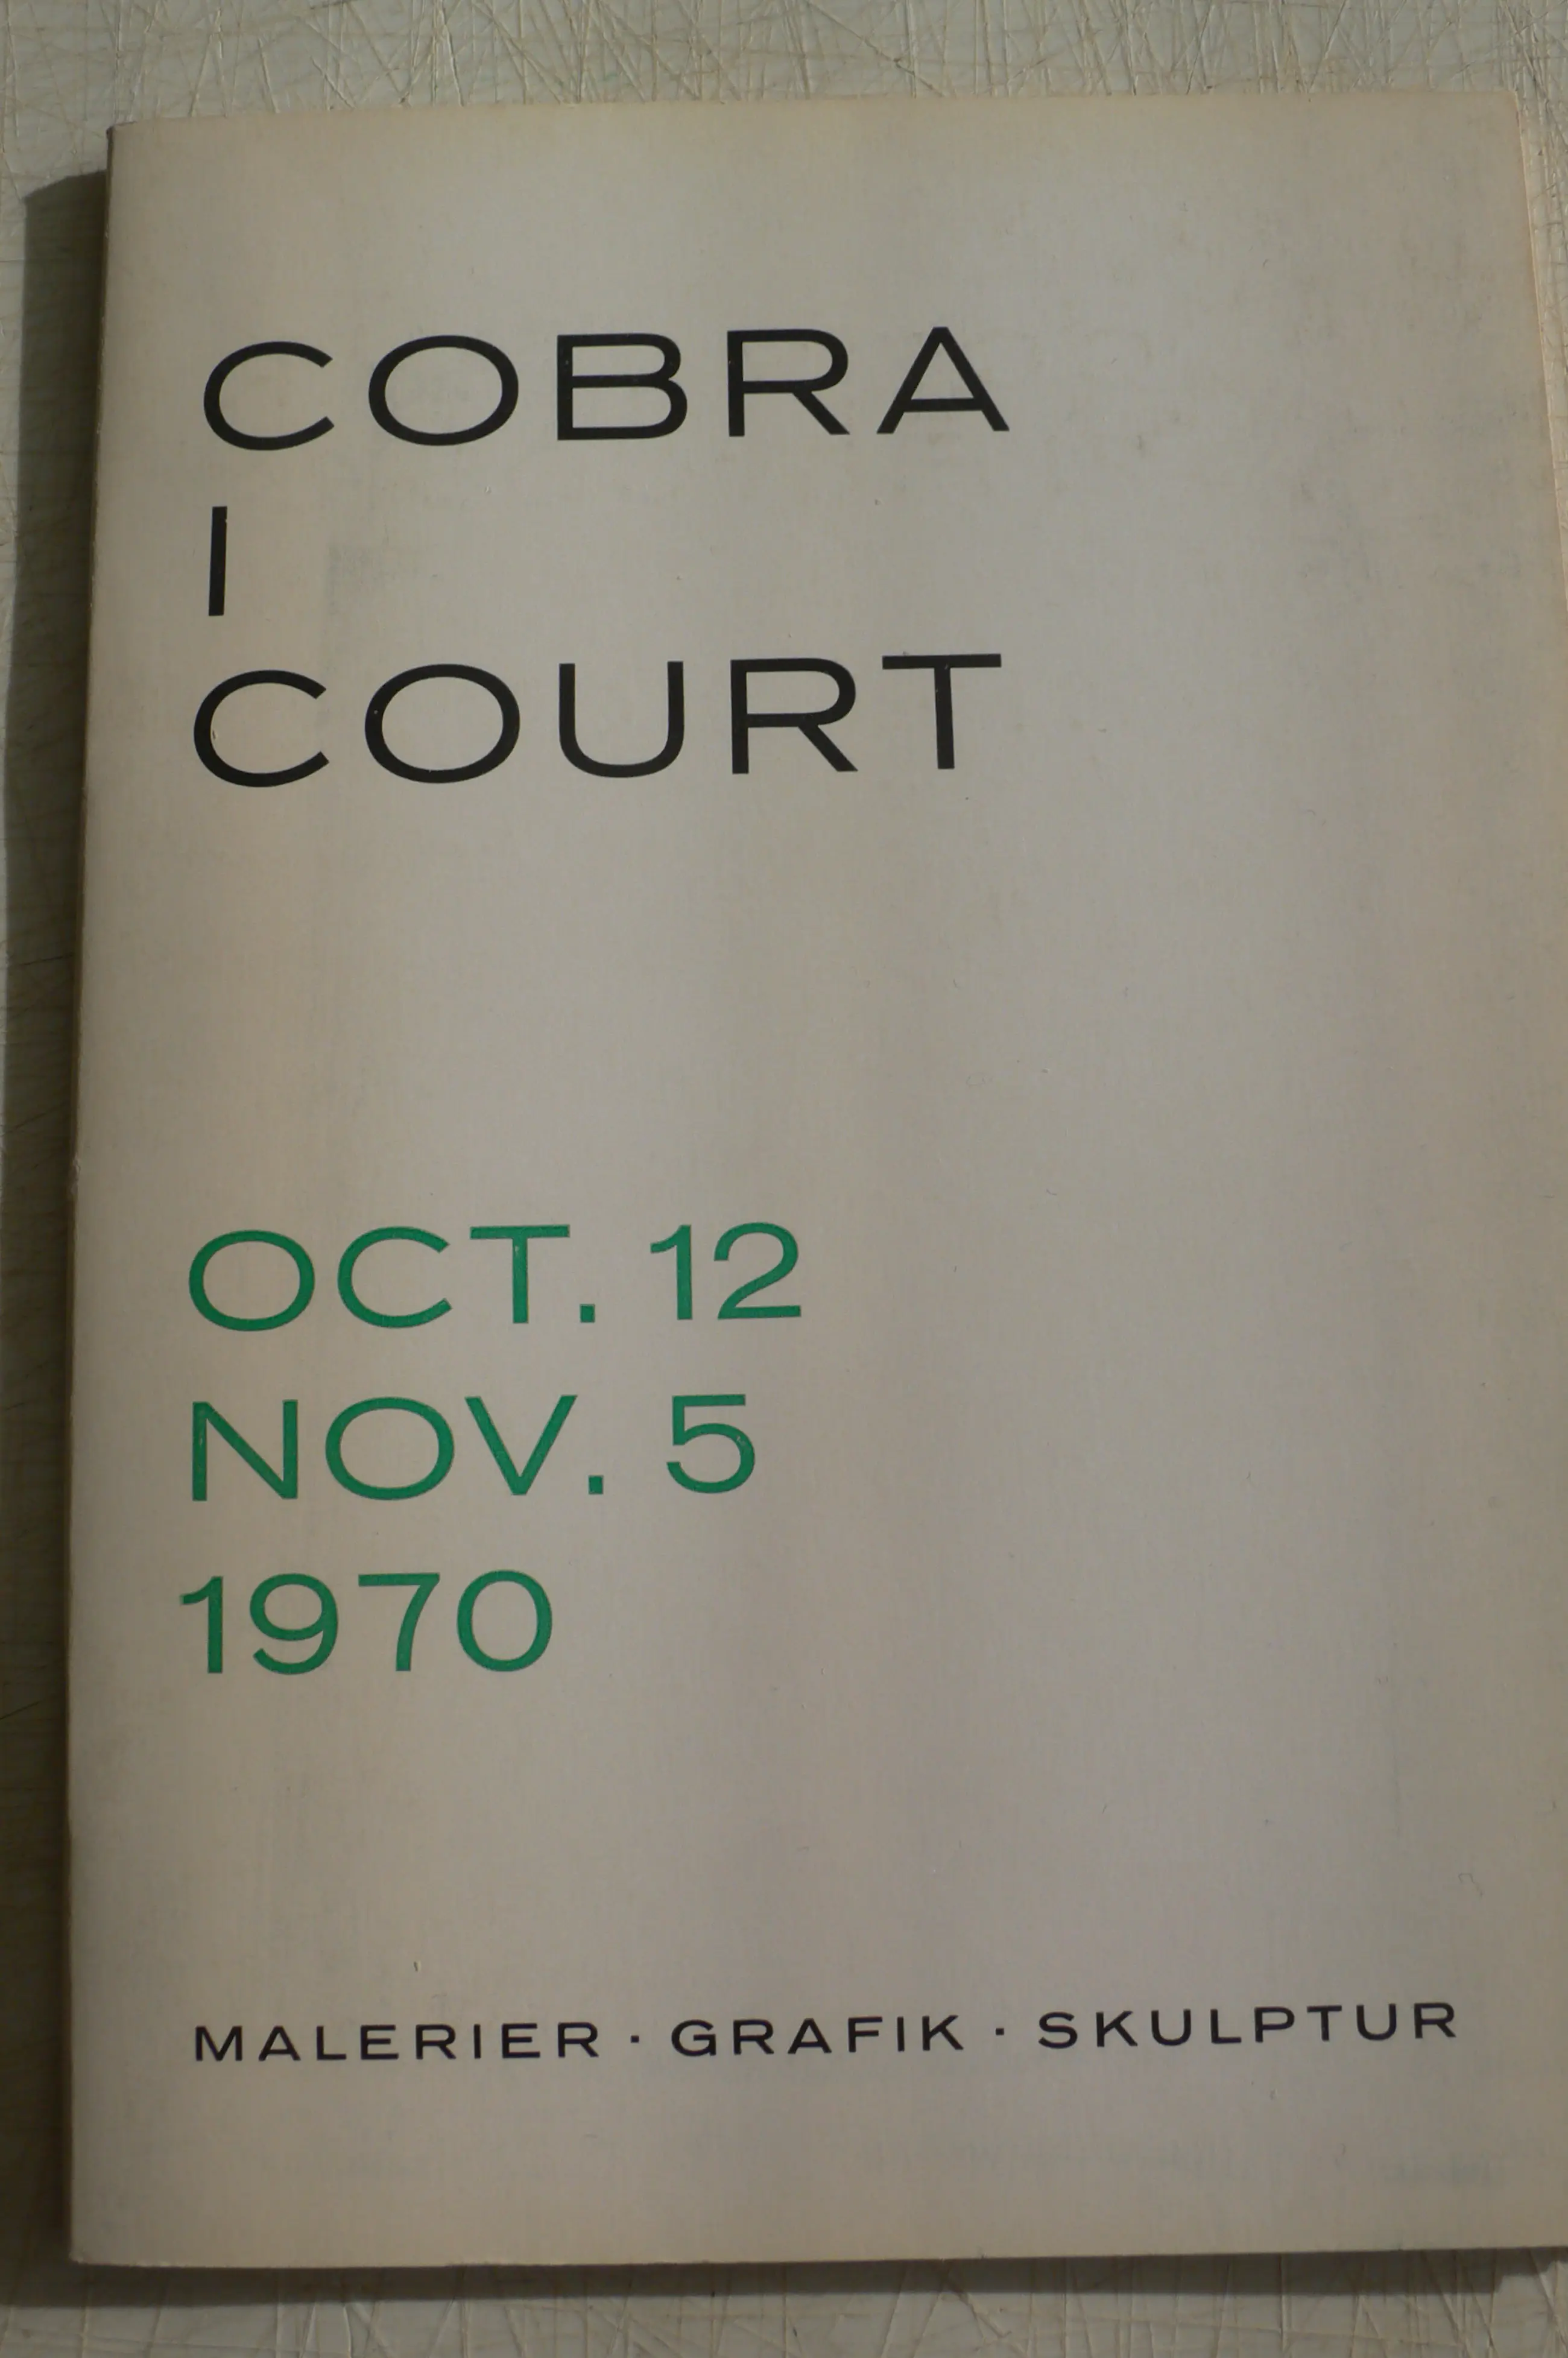 COBRA
I
COURT
OCT. 12
NOV. 5
1970
MALERIER · GRAFIK · SKULPTUR